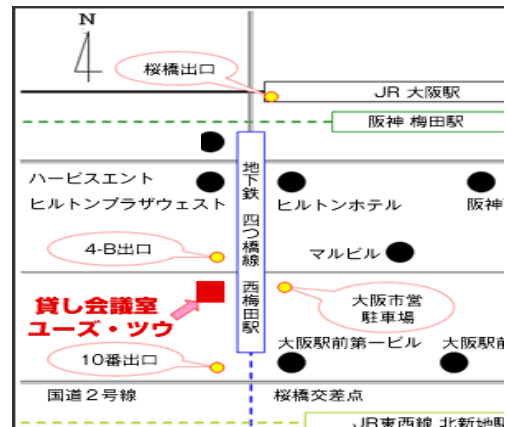 N
桜橋出口
JR 大阪駅
阪神 梅田駅
ハービスエント
ヒルトンプラザウェスト
地下鉄 四つ橋線 西梅田駅
ヒルトンホテル
阪神
4-B出口
マルビル
貸し会議室
ユーズ・ツウ
大阪市営
駐車場
10番出口
大阪駅前第一ビル
大阪駅前
国道2号線
桜橋交差点
JR東西線 北新地駅